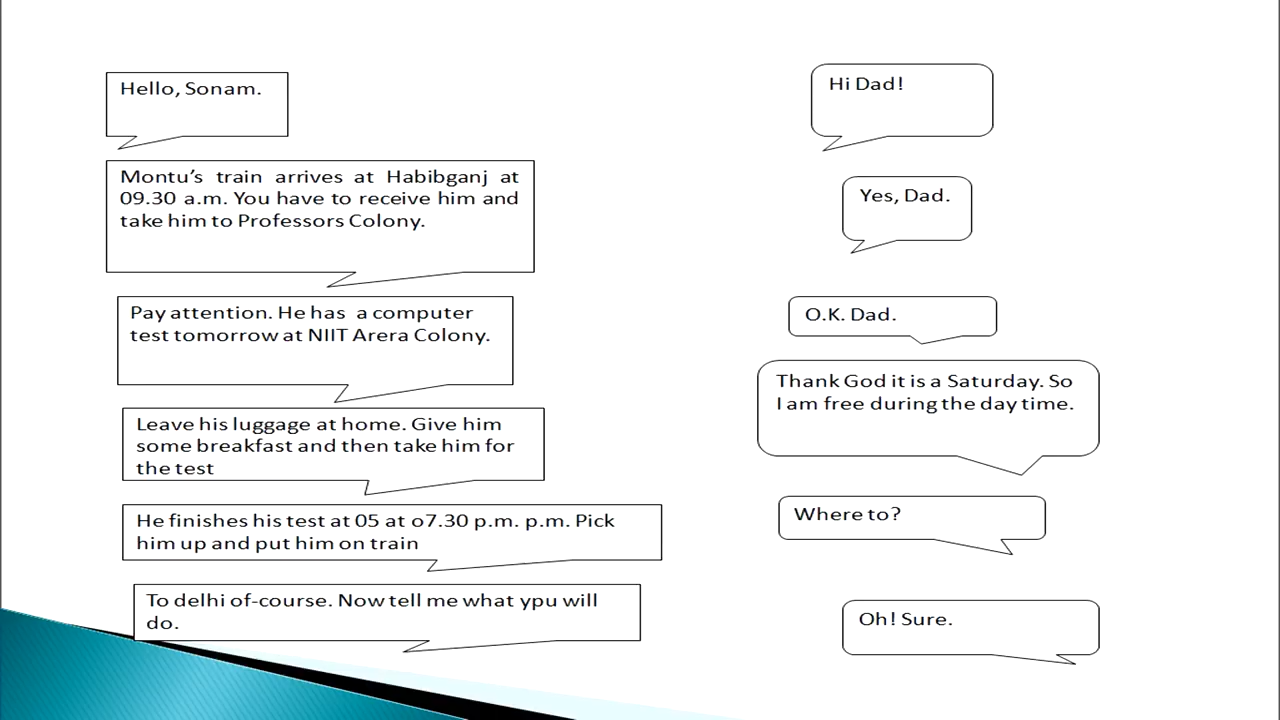 Hello, Sonam.
Hi Dad!
Montu's train arrives at Habibganj at
09.30 a.m. You have to receive him and
take him to Professors Colony.
Yes, Dad.
Pay attention. He has a computer
test tomorrow at NIIT Arera Colony.
O.K. Dad.
Leave his luggage at home. Give him
some breakfast and then take him for
the test
Thank God it is a Saturday. So
I am free during the day time.
He finishes his test at 05 at o7.30 p.m. p.m. Pick
him up and put him on train
Where to?
To delhi of-course. Now tell me what ypu will
do.
Oh! Sure.